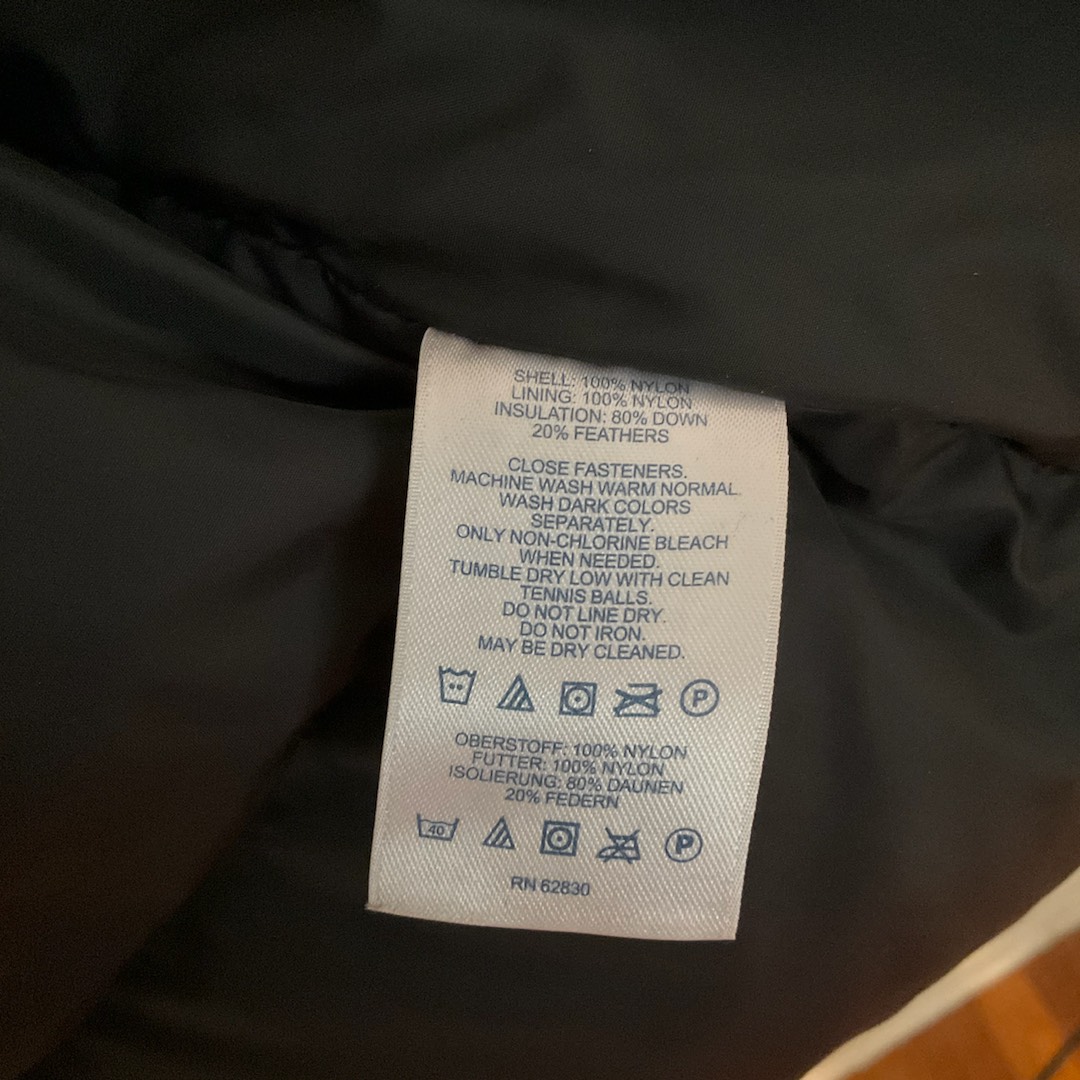 SHELL: 100% NYLON
LINING: 100% NYLON
INSULATION: 80% DOWN
20% FEATHERS
CLOSE FASTENERS.
MACHINE WASH WARM NORMAL.
WASH DARK COLORS
SEPARATELY.
ONLY NON-CHLORINE BLEACH
WHEN NEEDED.
TUMBLE DRY LOW WITH CLEAN
TENNIS BALLS.
DO NOT LINE DRY.
DO NOT IRON.
MAY BE DRY CLEANED.
P
OBERSTOFF: 100% NYLON
FUTTER: 100% NYLON
ISOLIERUNG: 80% DAUNEN
20% FEDERN
40 P
RN 62830